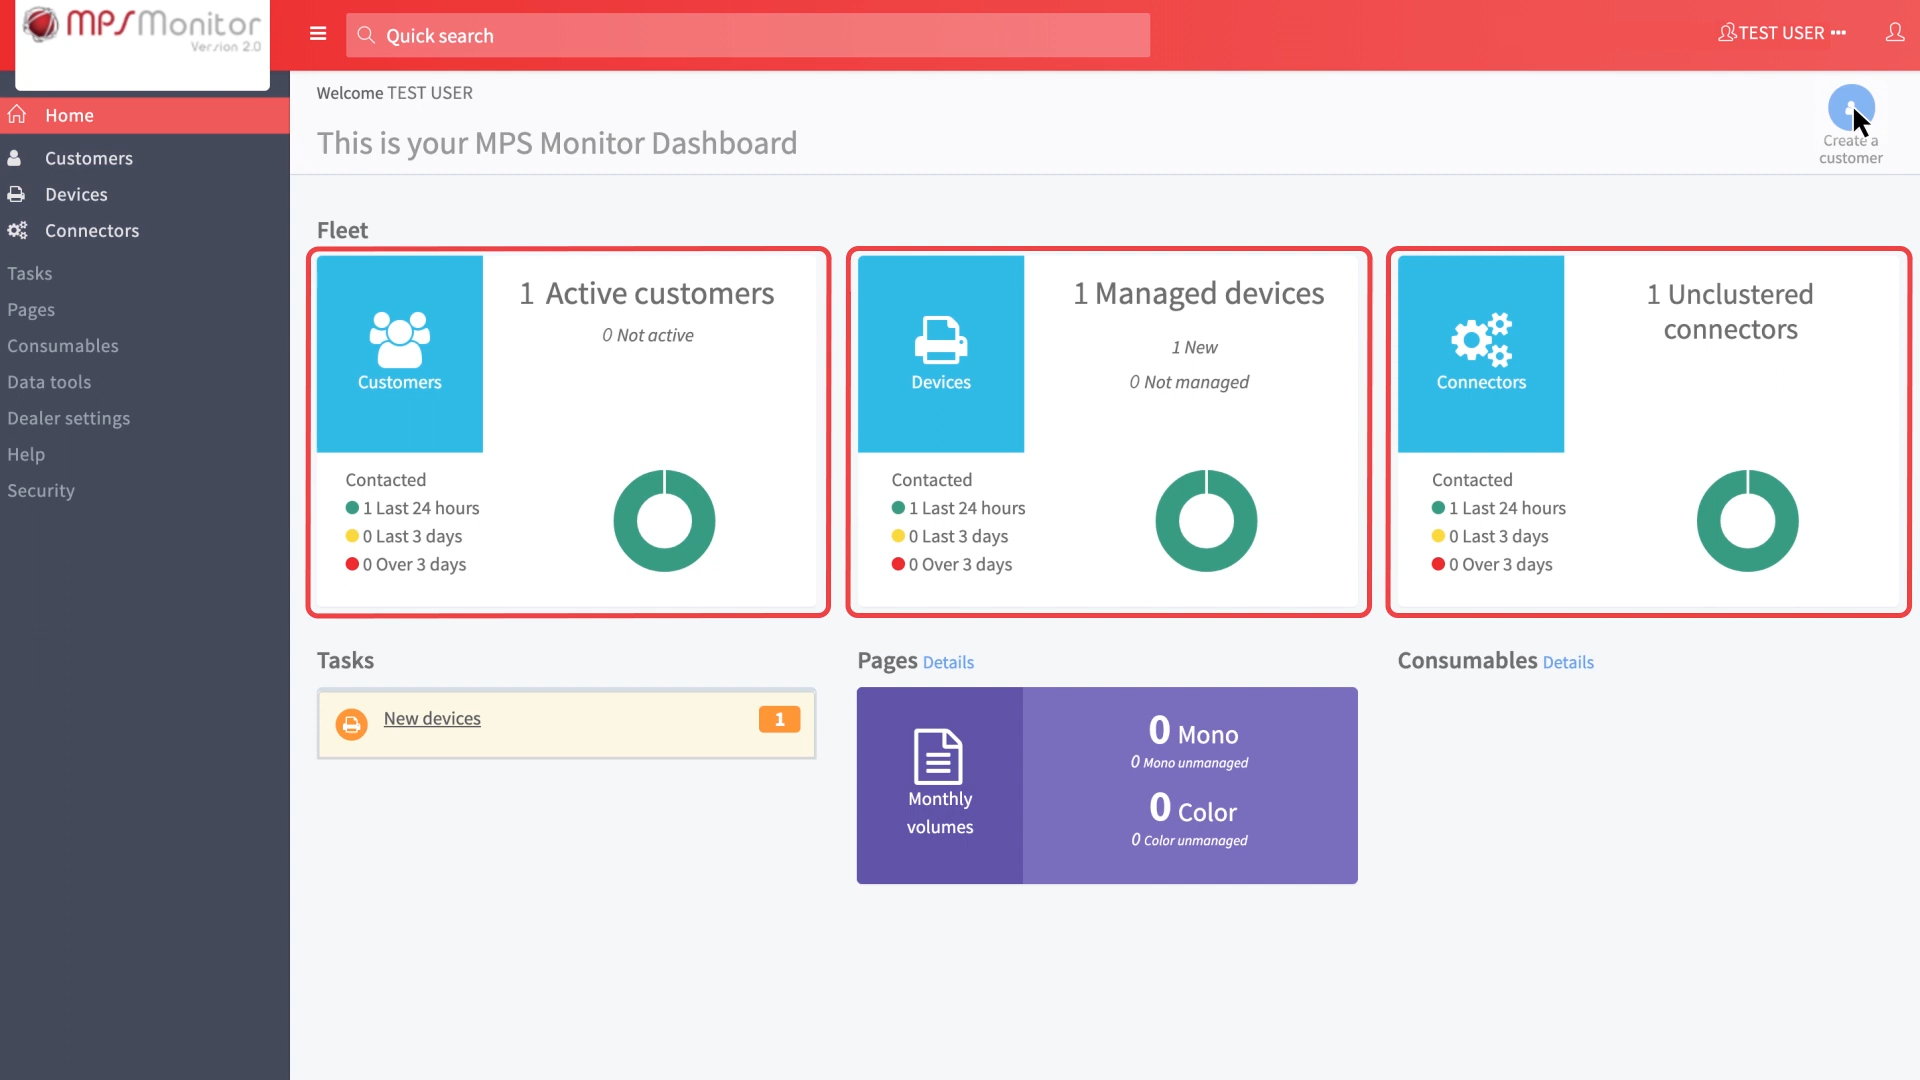 MPS Monitor
Version 2.0
Quick search
TEST USER
Welcome TEST USER
This is your MPS Monitor Dashboard
Create a
customer
Home
Customers
Devices
Connectors
Tasks
Pages
Consumables
Data tools
Dealer settings
Help
Security
Fleet
Customers
1 Active customers
0 Not active
Contacted
1 Last 24 hours
0 Last 3 days
0 Over 3 days
Devices
1 Managed devices
1 New
0 Not managed
Contacted
1 Last 24 hours
0 Last 3 days
0 Over 3 days
Connectors
1 Unclustered
connectors
Contacted
1 Last 24 hours
0 Last 3 days
0 Over 3 days
Tasks
New devices 1
Pages Details
Monthly
volumes
0 Mono
0 Mono unmanaged
0 Color
0 Color unmanaged
Consumables Details